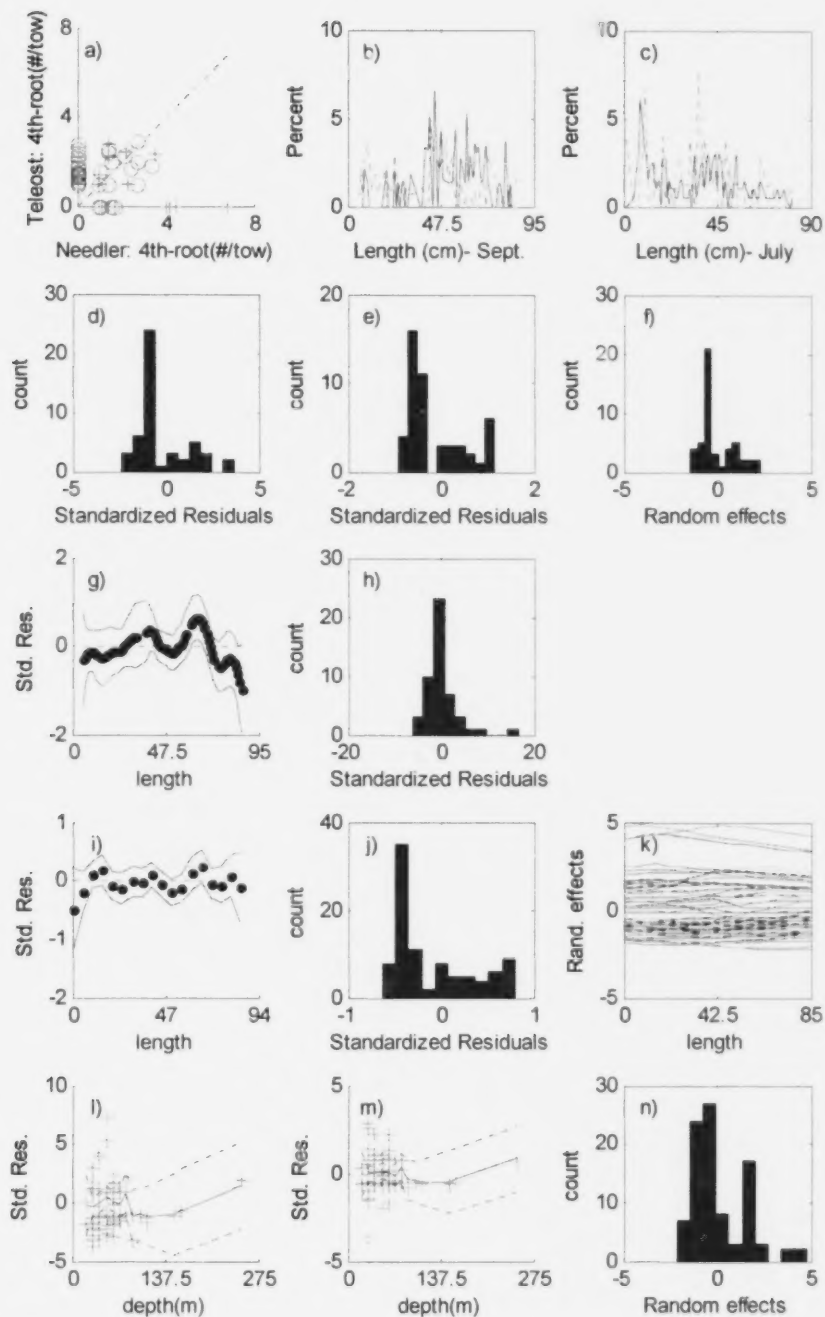 a)
8
4
0
Teleost: 4th-root(#/tow)
0 4 8
Needler: 4th-root(#/tow)
b)
10
5
0
Percent
0 47.5 95
Length (cm)- Sept.
c)
10
5
0
Percent
0 45 90
Length (cm)- July
d)
30
20
10
0
count
-5 0 5
Standardized Residuals
e)
20
15
10
5
0
count
-2 0 2
Standardized Residuals
f)
30
20
10
0
count
-5 0 5
Random effects
g)
2
0
-2
Std. Res.
0 47.5 95
length
h)
30
20
10
0
count
-20 0 20
Standardized Residuals
i)
1
0
-1
-2
Std. Res.
0 47 94
length
j)
40
20
0
count
-1 0 1
Standardized Residuals
k)
5
0
-5
Rand. effects
0 42.5 85
length
l)
10
5
0
-5
Std. Res.
0 137.5 275
depth(m)
m)
5
0
-5
Std. Res.
0 137.5 275
depth(m)
n)
30
20
10
0
count
-5 0 5
Random effects